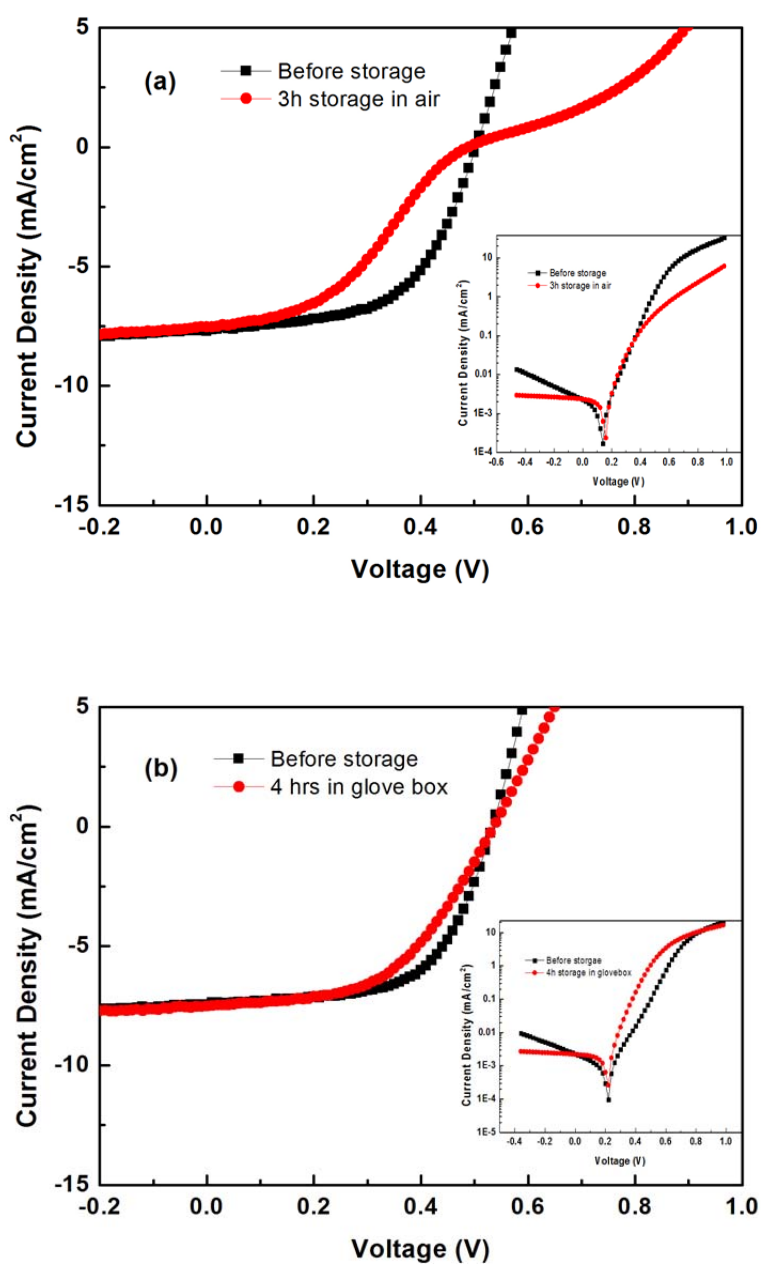 5
(a)
Before storage
3h storage in air
0
-5
-10
-15
Current Density (mA/cm²)
-0.2
0.0
0.2
0.4
0.6
0.8
1.0
Voltage (V)
10
1
0.1
0.01
1E-3
1E-4
Before storage
3h storage in air
Current Density (mA/cm²)
-0.6
-0.4
-0.2
0.0
0.2
0.4
0.6
0.8
1.0
Voltage (V)
5
(b)
Before storage
4 hrs in glove box
0
-5
-10
-15
Current Density (mA/cm²)
-0.2
0.0
0.2
0.4
0.6
0.8
1.0
Voltage (V)
10
1
0.1
0.01
1E-3
1E-4
1E-5
Before storgae
4h storage in glovebox
Current Density (mA/cm²)
-0.4
-0.2
0.0
0.2
0.4
0.6
0.8
1.0
Voltage (V)